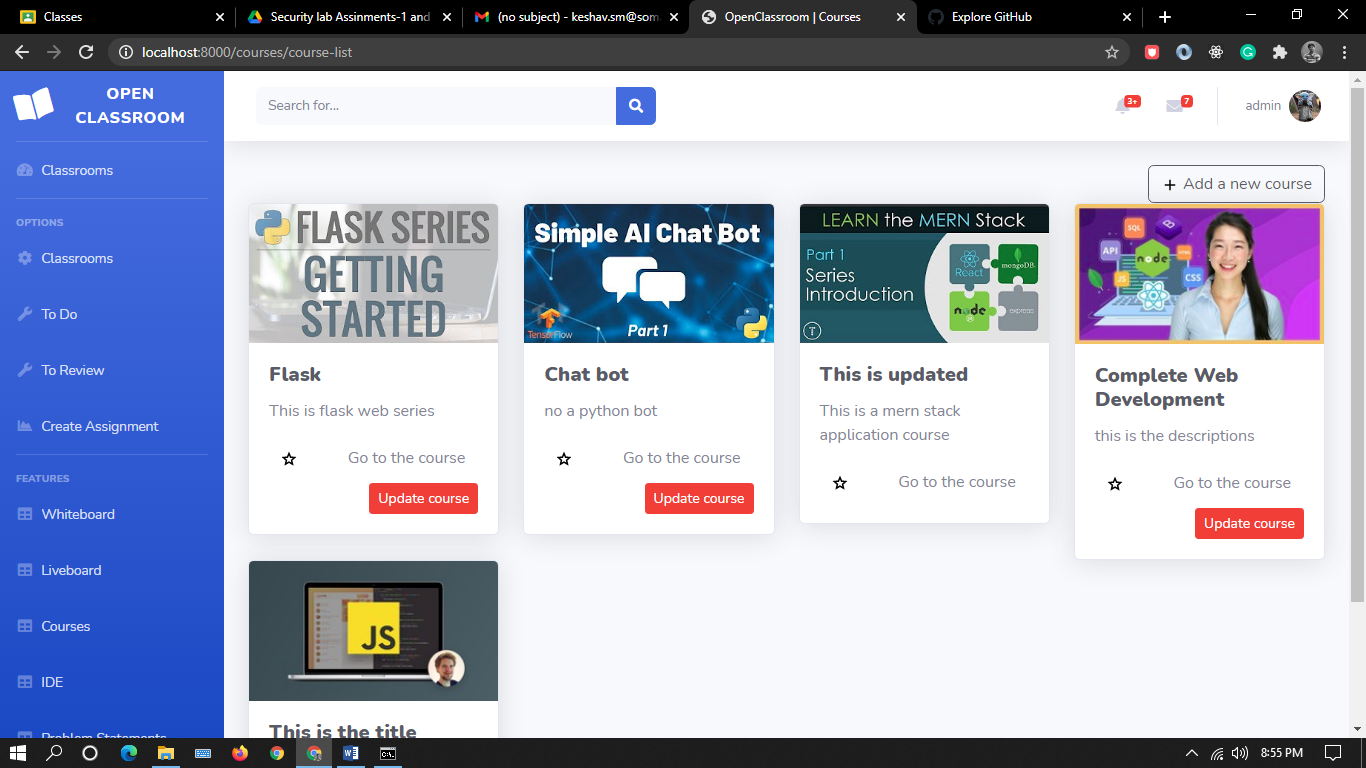 Classes
Security lab Assinments-1 and
(no subject) - keshav.sm@som
OpenClassroom | Courses
Explore GitHub
localhost:8000/courses/course-list
OPEN
CLASSROOM
Search for...
3+
7
admin
Classrooms
OPTIONS
Classrooms
To Do
To Review
Create Assignment
FEATURES
Whiteboard
Liveboard
Courses
IDE
Problem Statements
+ Add a new course
FLASK SERIES
GETTING
STARTED
Flask
This is flask web series
Go to the course
Update course
Simple AI Chat Bot
TensorFlow
Part 1
Chat bot
no a python bot
Go to the course
Update course
LEARN the MERN Stack
Part 1
Series
Introduction
React
mongoDB
node
JS
express
T
This is updated
This is a mern stack
application course
Go to the course
SQL
API
node
CSS
Complete Web
Development
this is the descriptions
Go to the course
Update course
JS
This is the title
8:55 PM